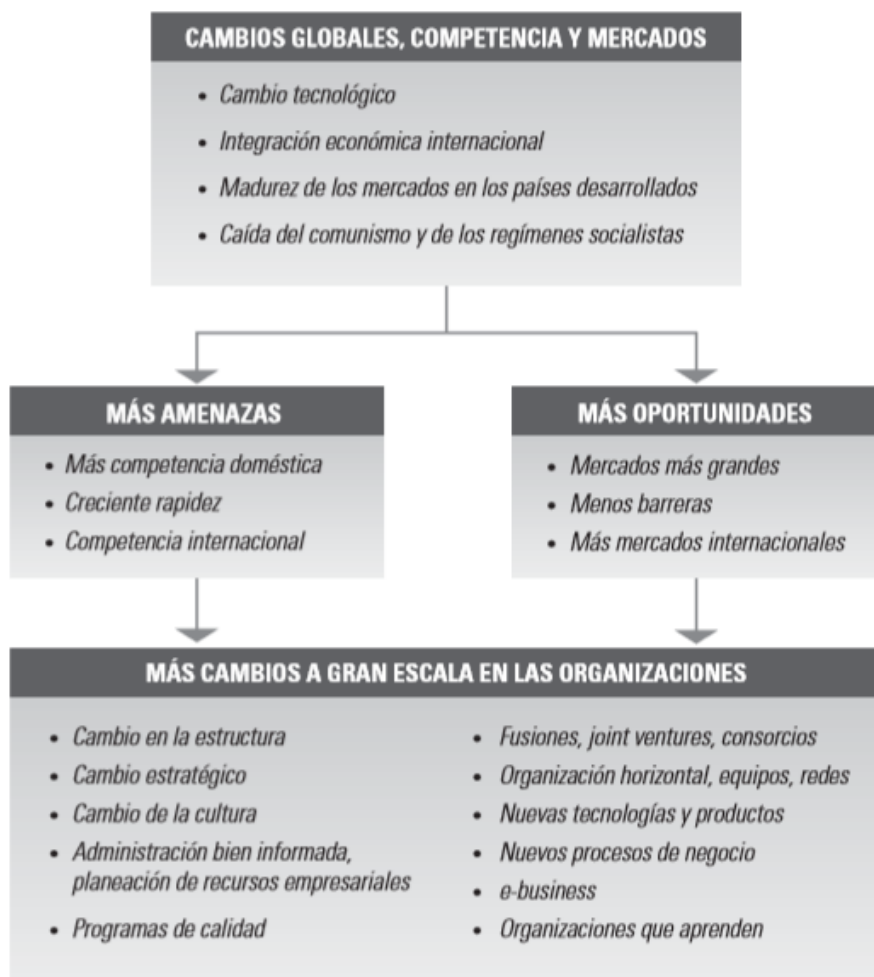 CAMBIOS GLOBALES, COMPETENCIA Y MERCADOS
• Cambio tecnológico
• Integración económica internacional
• Madurez de los mercados en los países desarrollados
• Caída del comunismo y de los regímenes socialistas
MÁS AMENAZAS
• Más competencia doméstica
• Creciente rapidez
• Competencia internacional
MÁS OPORTUNIDADES
• Mercados más grandes
• Menos barreras
• Más mercados internacionales
MÁS CAMBIOS A GRAN ESCALA EN LAS ORGANIZACIONES
• Cambio en la estructura
• Cambio estratégico
• Cambio de la cultura
• Administración bien informada,
planeación de recursos empresariales
• Programas de calidad
• Fusiones, joint ventures, consorcios
• Organización horizontal, equipos, redes
• Nuevas tecnologías y productos
• Nuevos procesos de negocio
• e-business
• Organizaciones que aprenden